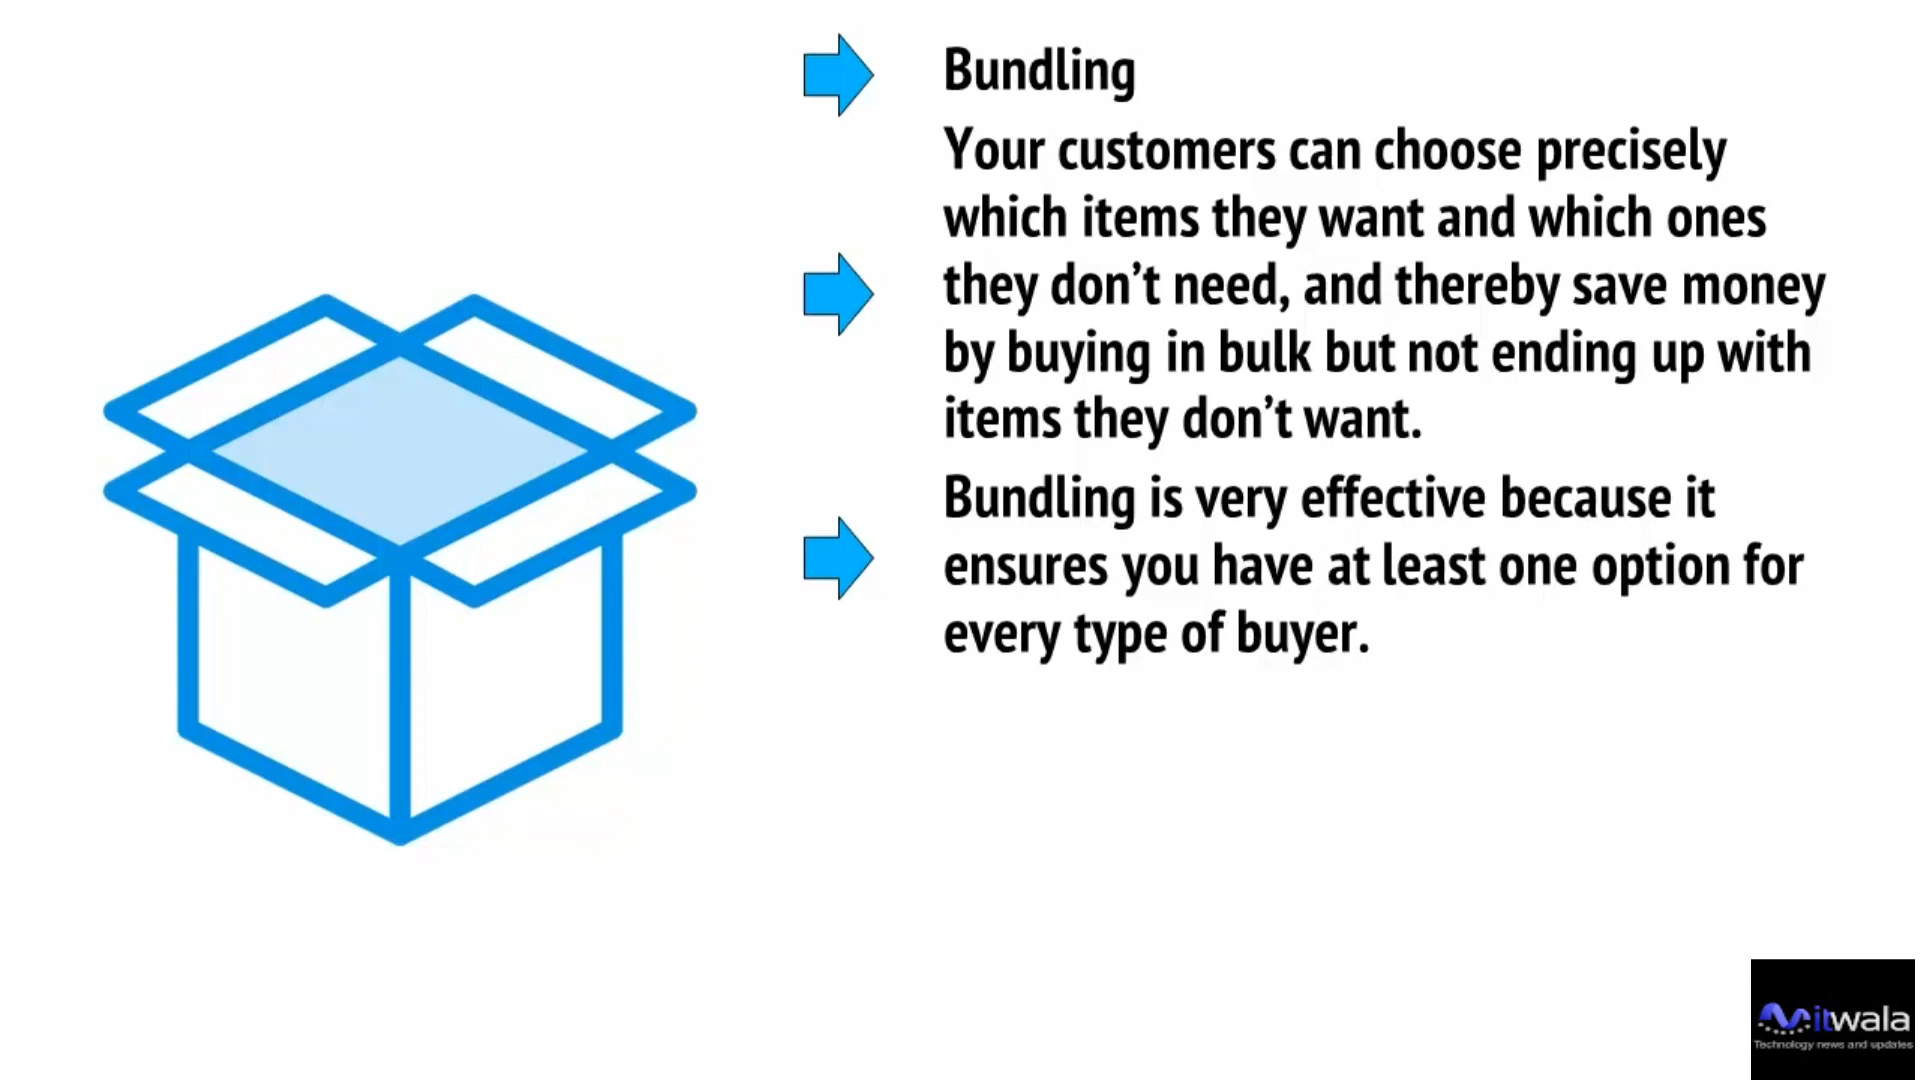 Bundling
Your customers can choose precisely
which items they want and which ones
they don’t need, and thereby save money
by buying in bulk but not ending up with
items they don’t want.
Bundling is very effective because it
ensures you have at least one option for
every type of buyer.
itwala
Technology news and updates